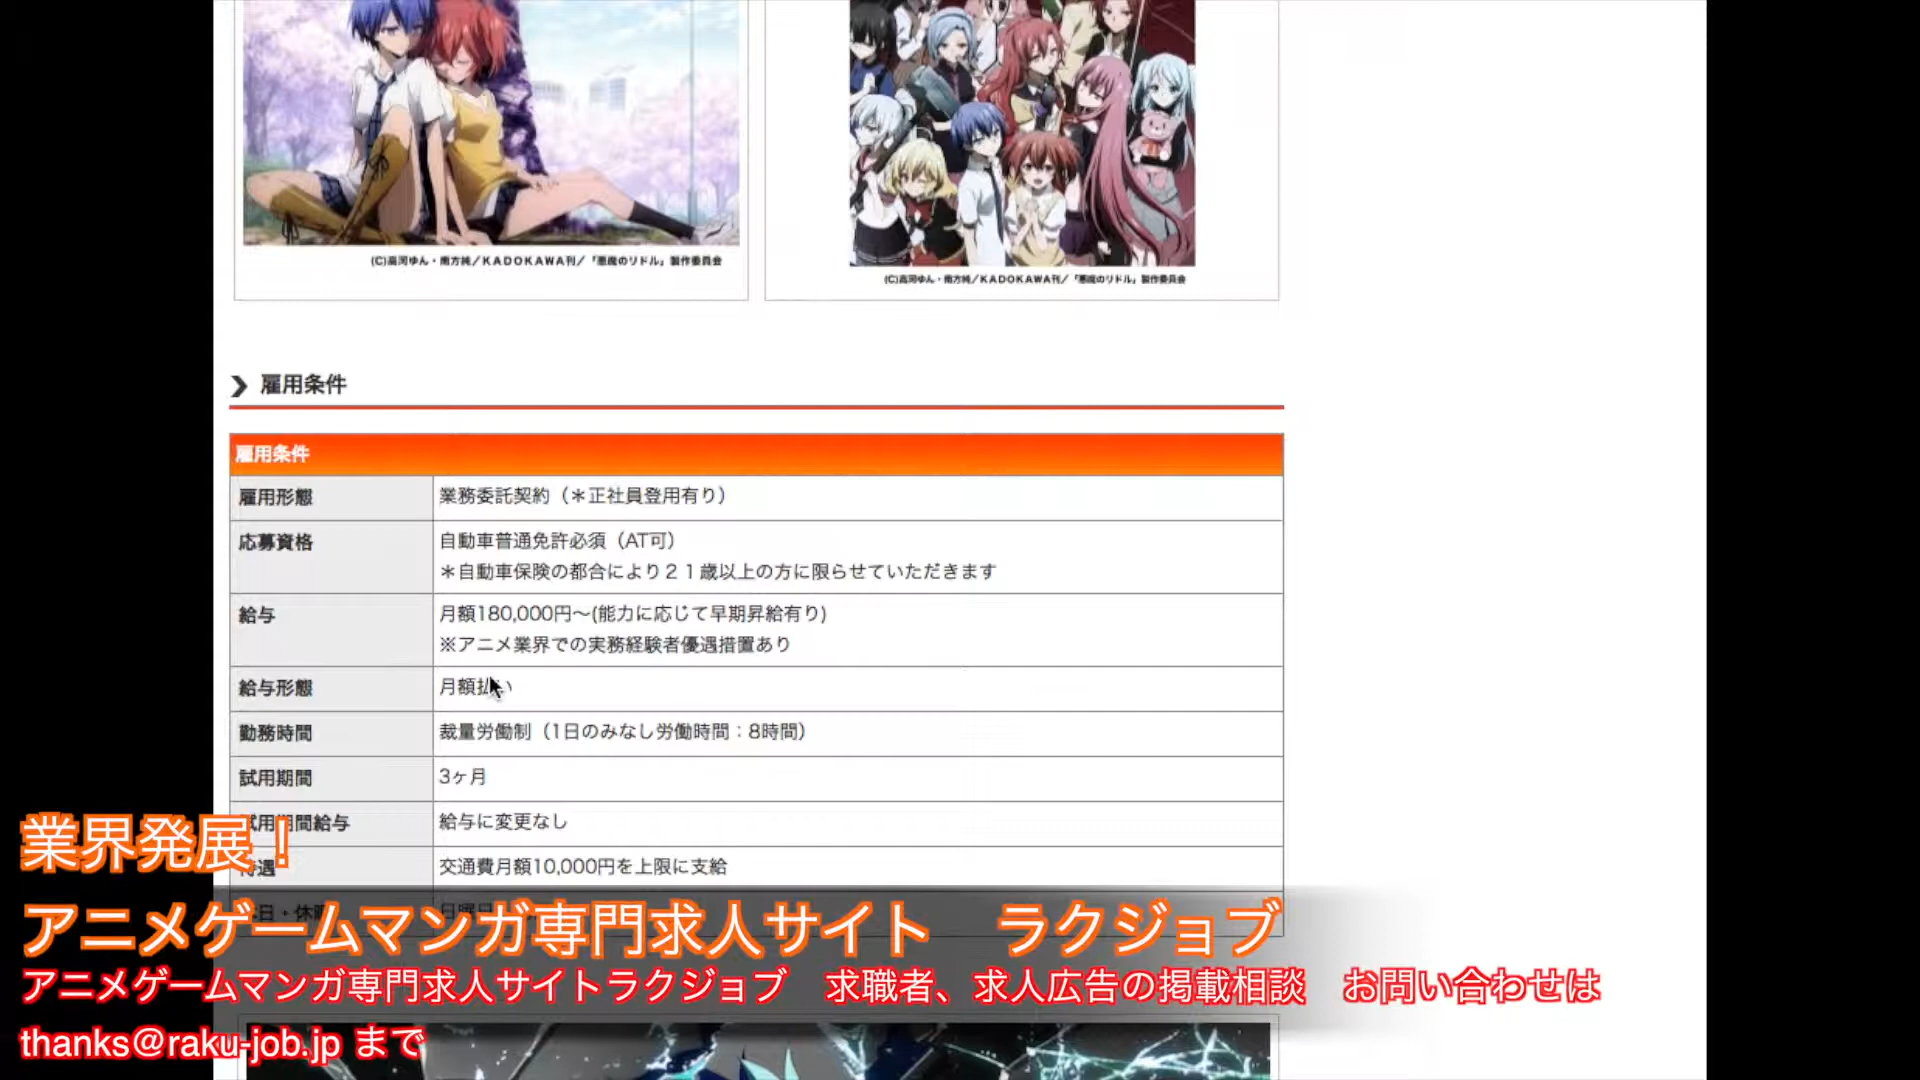 (C)高河ゆん・南方純／KADOKAWA刊／「悪魔のリドル」製作委員会
(C)高河ゆん・南方純／KADOKAWA刊／「悪魔のリドル」製作委員会
雇用条件
雇用条件
雇用形態 業務委託契約（＊正社員登用有り）
応募資格 自動車普通免許必須（AT可）
＊自動車保険の都合により２１歳以上の方に限らせていただきます
給与 月額180,000円〜(能力に応じて早期昇給有り)
※アニメ業界での実務経験者優遇措置あり
給与形態 月額払い
勤務時間 裁量労働制（1日のみなし労働時間：8時間）
試用期間 3ヶ月
試用期間給与 給与に変更なし
待遇 交通費月額10,000円を上限に支給
業界発展！
アニメゲームマンガ専門求人サイト　ラクジョブ
アニメゲームマンガ専門求人サイトラクジョブ　求職者、求人広告の掲載相談　お問い合わせは
thanks@raku-job.jp まで